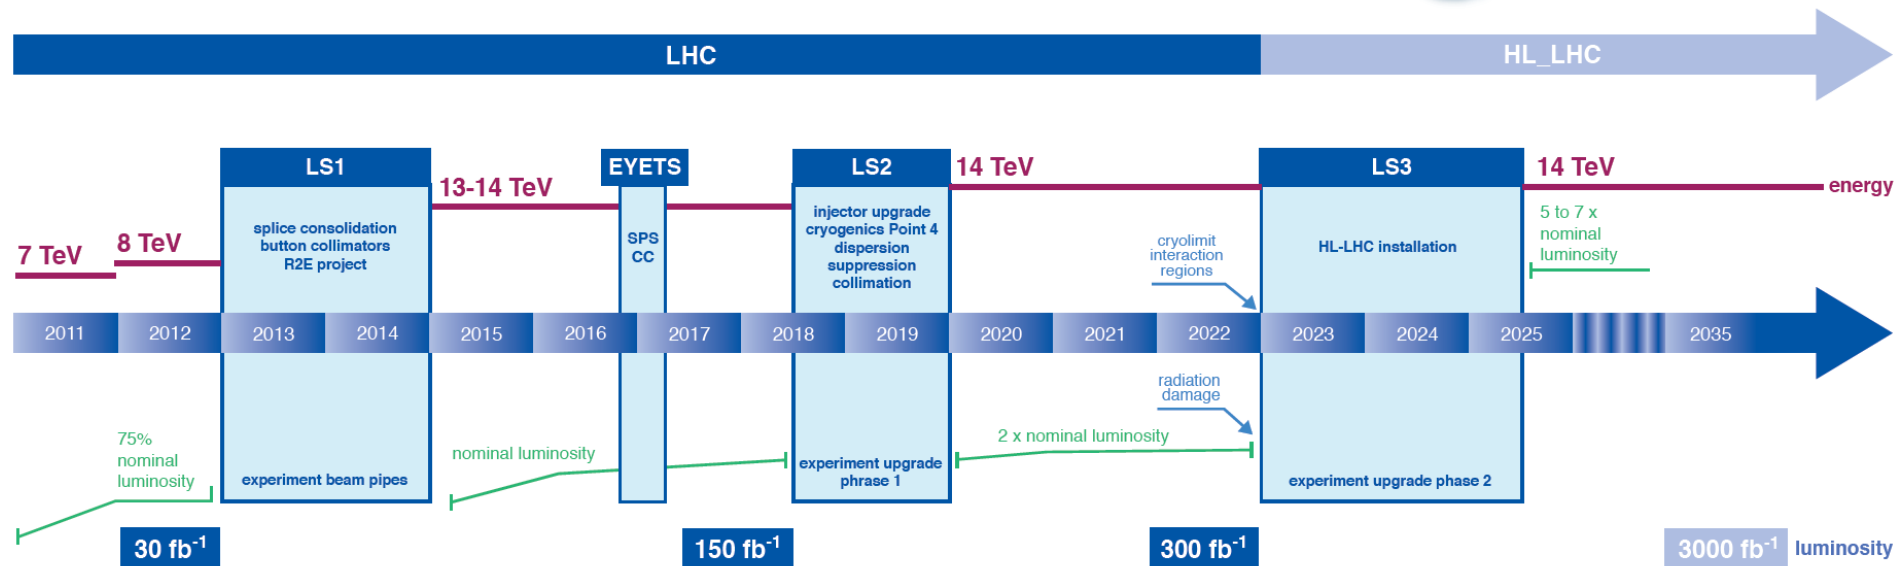 LHC
HL_LHC
LS1
EYETS
LS2
14 TeV
LS3
14 TeV
13-14 TeV
energy
7 TeV
8 TeV
splice consolidation
button collimators
R2E project
SPS
CC
injector upgrade
cryogenics Point 4
dispersion
suppression
collimation
cryolimit
interaction
regions
HL-LHC installation
5 to 7 x
nominal
luminosity
2011
2012
2013
2014
2015
2016
2017
2018
2019
2020
2021
2022
2023
2024
2025
2035
radiation
damage
75%
nominal
luminosity
experiment beam pipes
nominal luminosity
experiment upgrade
phrase 1
2 x nominal luminosity
experiment upgrade phase 2
30 fb⁻¹
150 fb⁻¹
300 fb⁻¹
3000 fb⁻¹
luminosity